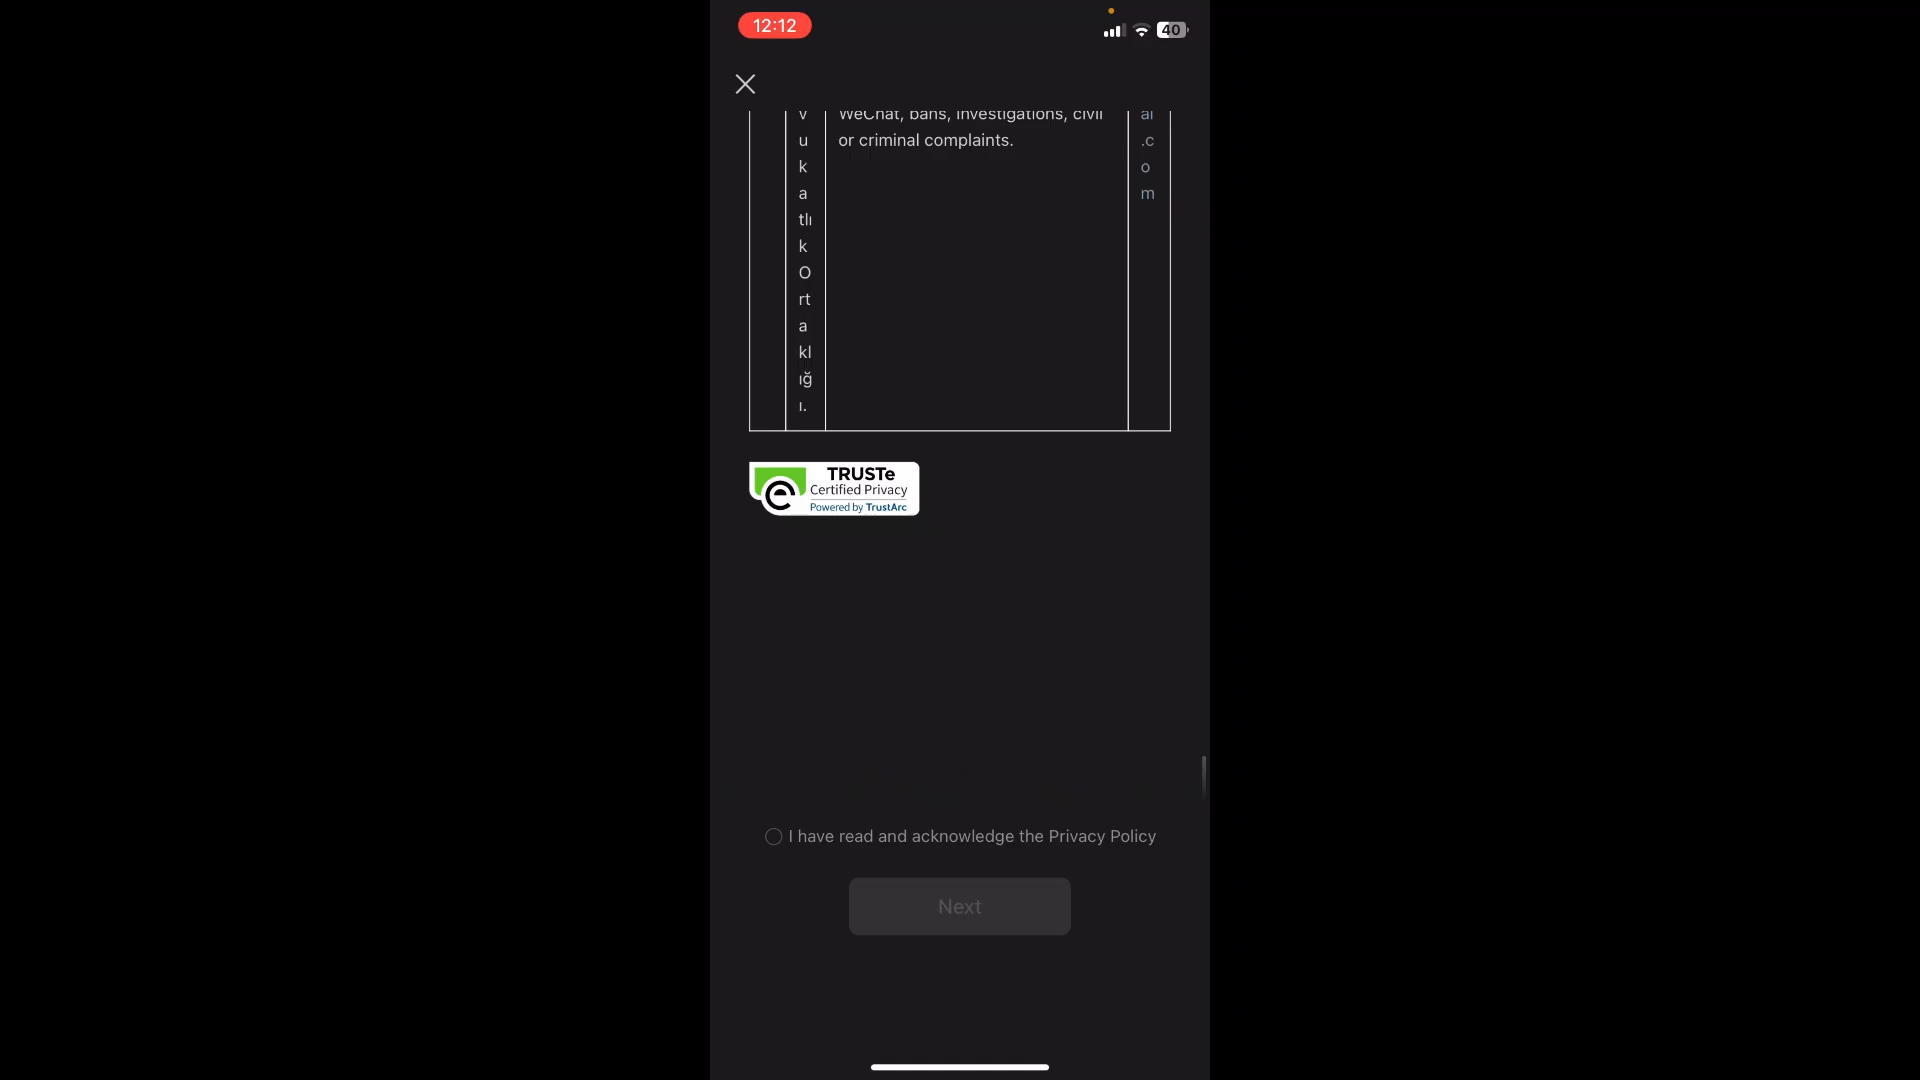 12:12
40
v
u
k
a
tlı
k
O
rt
a
kl
ığ
ı.
WeChat, bans, investigations, civil
or criminal complaints.
al
.c
o
m
TRUSTe
Certified Privacy
Powered by TrustArc
I have read and acknowledge the Privacy Policy
Next